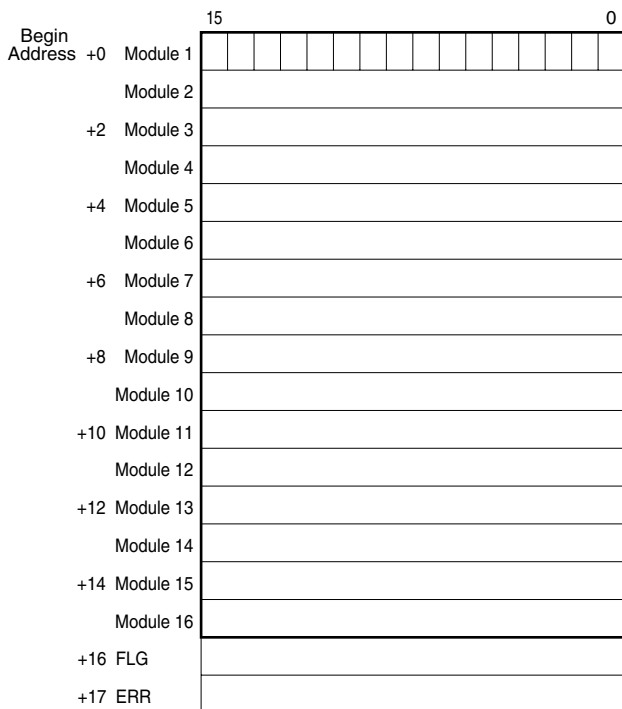 15 0
Begin
Address +0 Module 1
Module 2
+2 Module 3
Module 4
+4 Module 5
Module 6
+6 Module 7
Module 8
+8 Module 9
Module 10
+10 Module 11
Module 12
+12 Module 13
Module 14
+14 Module 15
Module 16
+16 FLG
+17 ERR